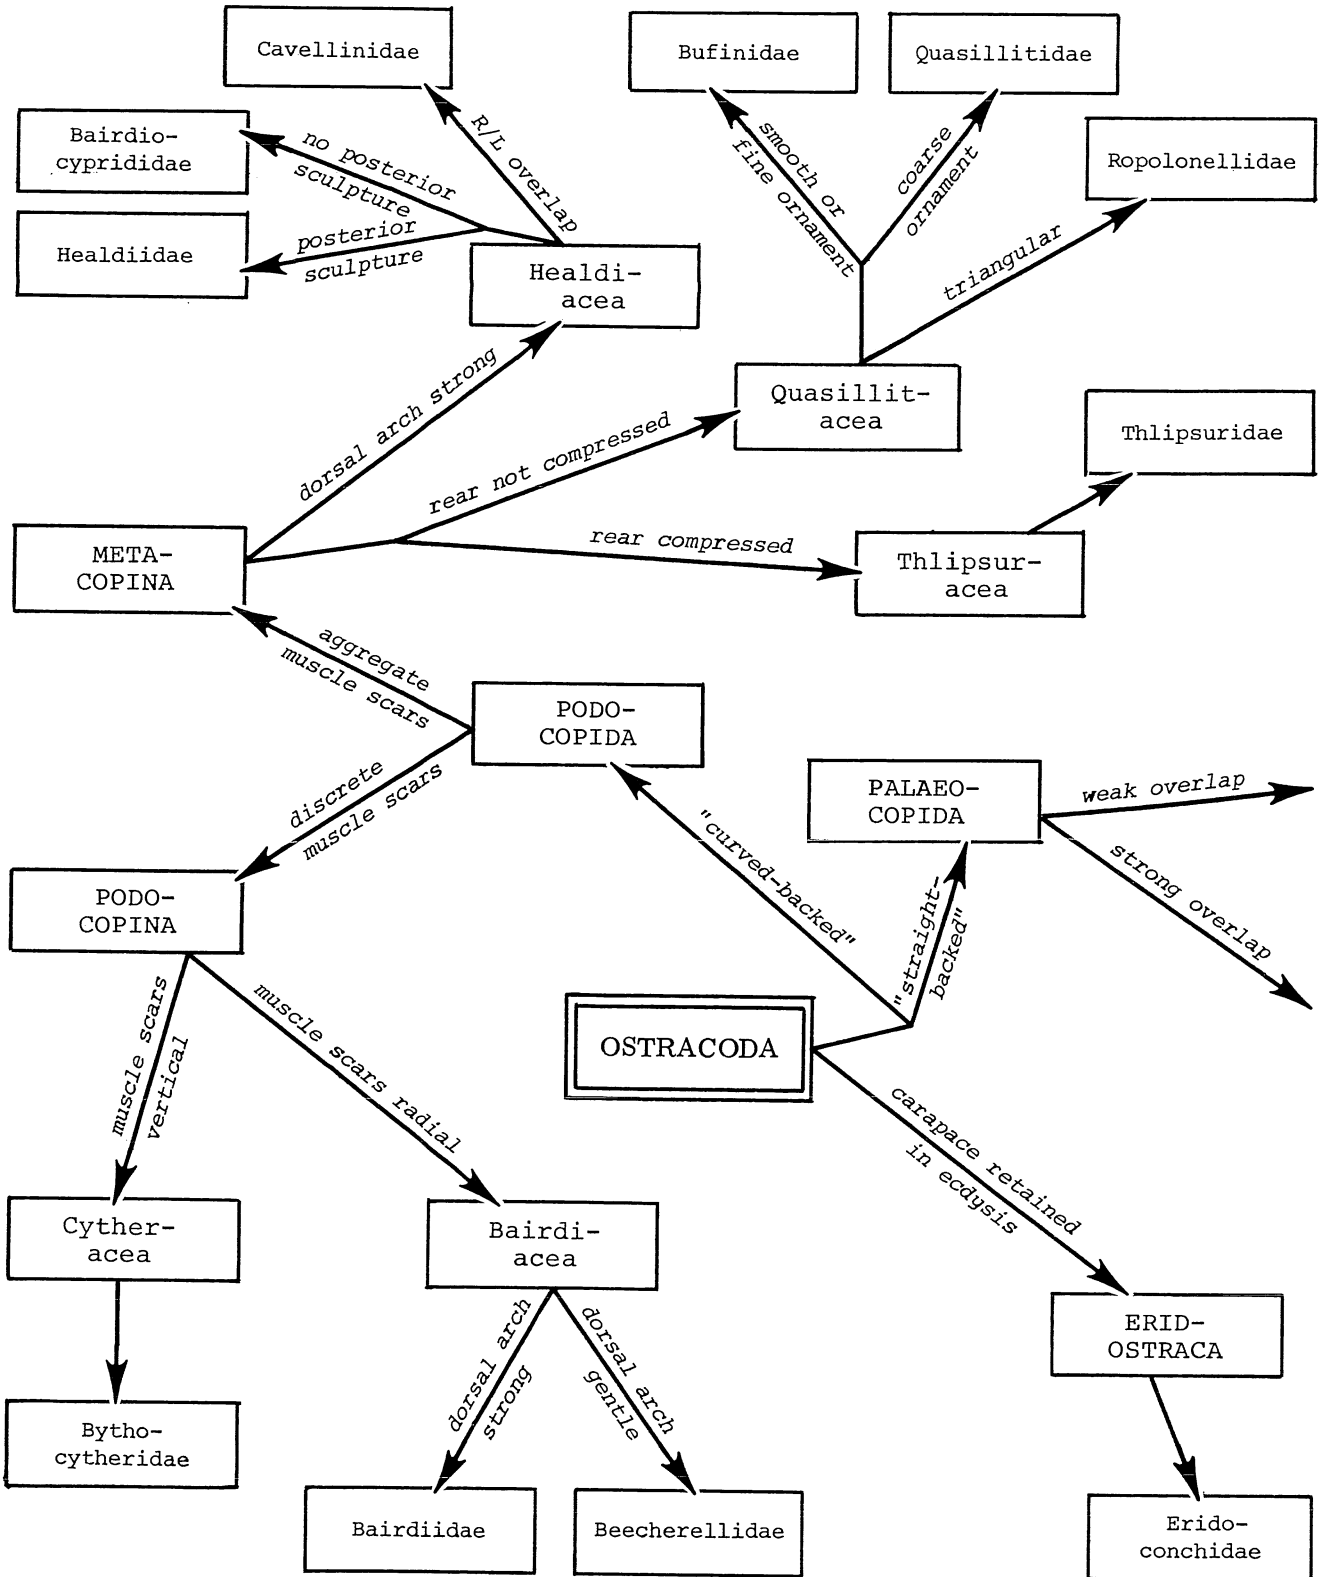 Cavellinidae
Bufinidae
Quasillitidae
Bairdio-
cyprididae
no posterior
sculpture
R/L overlap
smooth or
fine ornament
coarse
ornament
Ropolonellidae
Healdiidae
posterior
sculpture
Healdi-
acea
triangular
dorsal arch strong
Quasillit-
acea
rear not compressed
Thlipsuridae
META-
COPINA
rear compressed
Thlipsur-
acea
aggregate
muscle scars
PODO-
COPIDA
discrete
muscle scars
PALAEO-
COPIDA
weak overlap
strong overlap
"curved-backed"
"straight-
backed"
PODO-
COPINA
OSTRACODA
muscle scars
vertical
muscle scars radial
carapace retained
in ecdysis
Cyther-
acea
Bairdi-
acea
ERID-
OSTRACA
dorsal arch
strong
dorsal arch
gentle
Bytho-
cytheridae
Bairdiidae
Beecherellidae
Erido-
conchidae